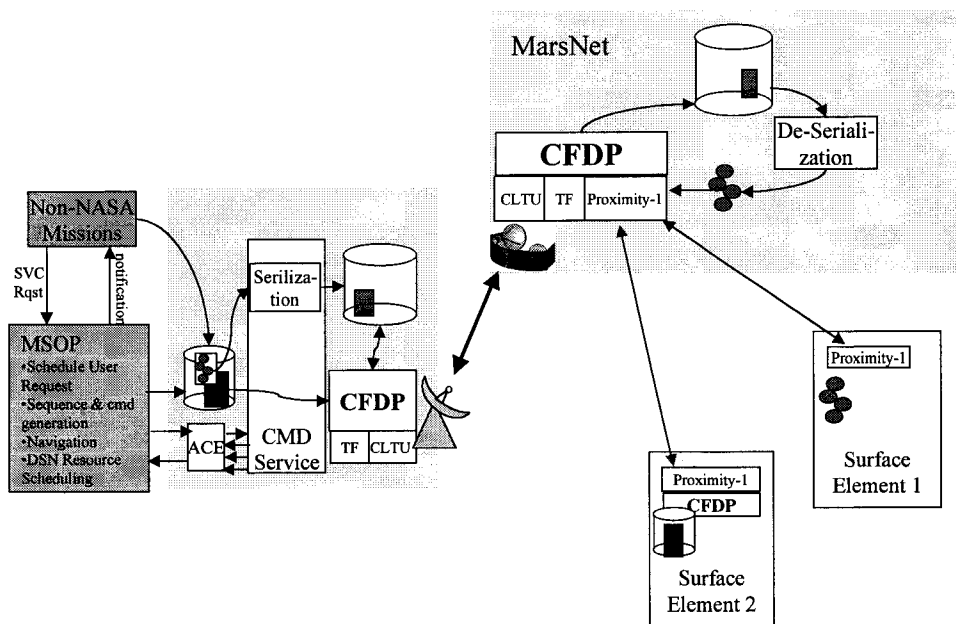 MarsNet
De-Seriali-
zation
CFDP
CLTU
TF
Proximity-1
Non-NASA
Missions
SVC
Rqst
notification
Seriliza-
tion
MSOP
•Schedule User
Request
•Sequence & cmd
generation
•Navigation
•DSN Resource
Scheduling
ACE
CMD
Service
CFDP
TF
CLTU
Proximity-1
Surface
Element 1
Proximity-1
CFDP
Surface
Element 2